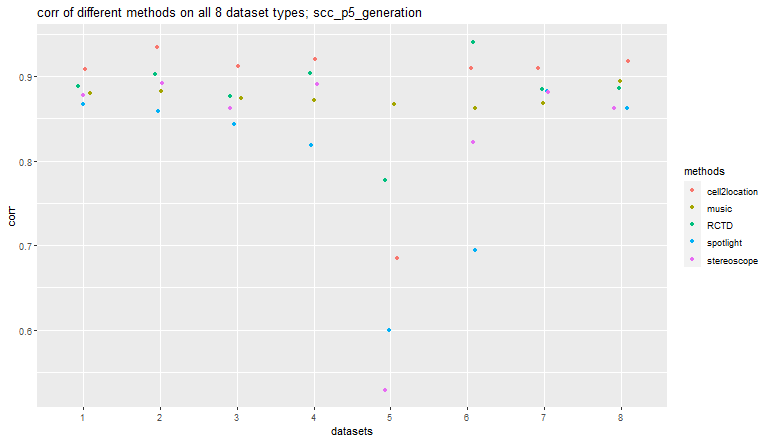 corr of different methods on all 8 dataset types; scc_p5_generation
corr
0.9
0.8
0.7
0.6
1 2 3 4 5 6 7 8
datasets
methods
cell2location
music
RCTD
spotlight
stereoscope